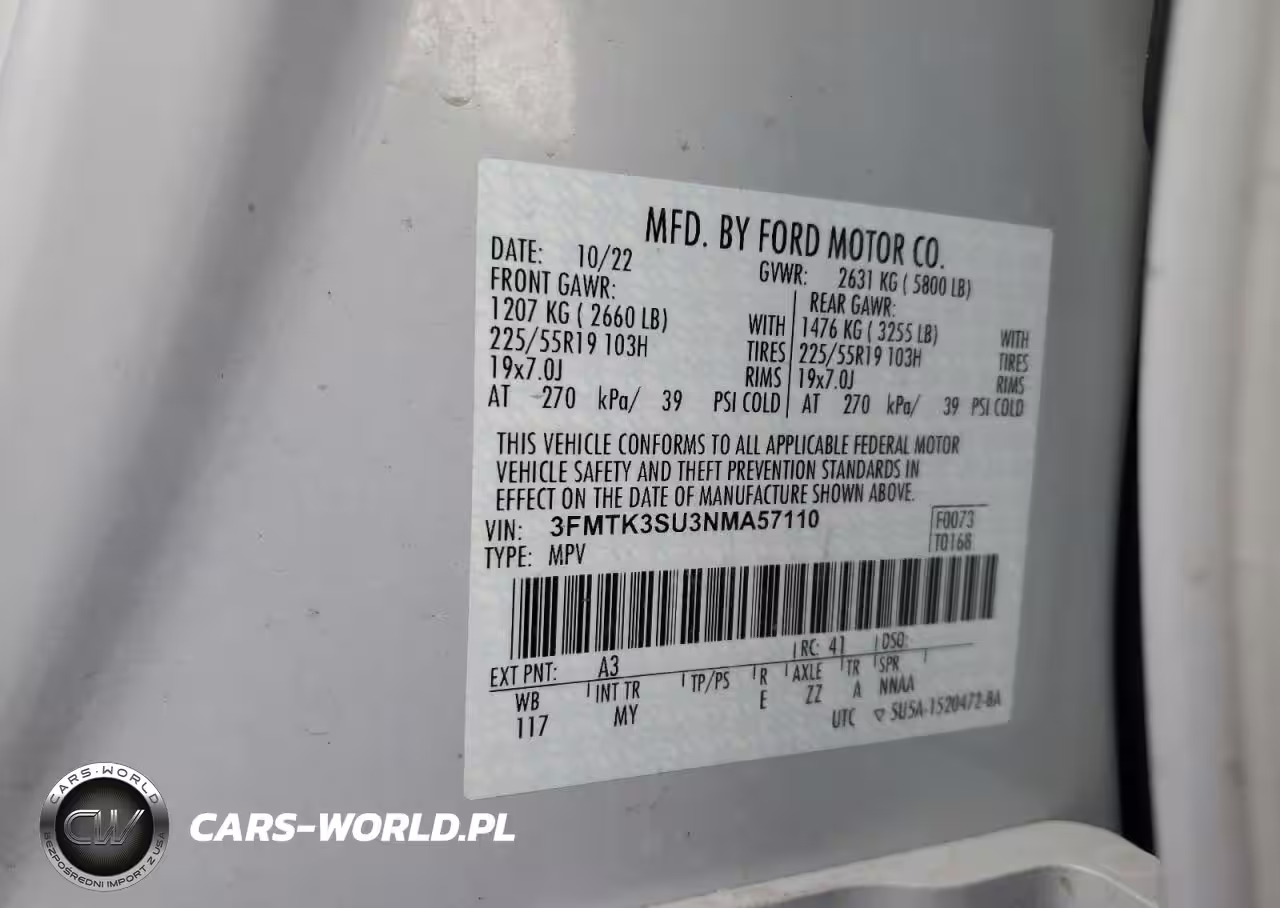 MFD. BY FORD MOTOR CO.
DATE: 10/22 GVWR: 2631 KG ( 5800 LB)
FRONT GAWR: REAR GAWR:
1207 KG ( 2660 LB) WITH 1476 KG ( 3255 LB) WITH
225/55R19 103H TIRES 225/55R19 103H TIRES
19x7.0J RIMS 19x7.0J RIMS
AT 270 kPa/ 39 PSI COLD AT 270 kPa/ 39 PSI COLD
THIS VEHICLE CONFORMS TO ALL APPLICABLE FEDERAL MOTOR
VEHICLE SAFETY AND THEFT PREVENTION STANDARDS IN
EFFECT ON THE DATE OF MANUFACTURE SHOWN ABOVE.
VIN: 3FMTK3SU3NMA57110 F0073
TYPE: MPV T0168
EXT PNT: A3 RC: 41 DSO:
WB INT TR TP/PS R AXLE TR SPR
117 MY E ZZ A NNAA
UTC ▽ SU5A-1520472-BA
CARS-WORLD
CW
BEZPOŚREDNI IMPORT Z USA
CARS-WORLD.PL